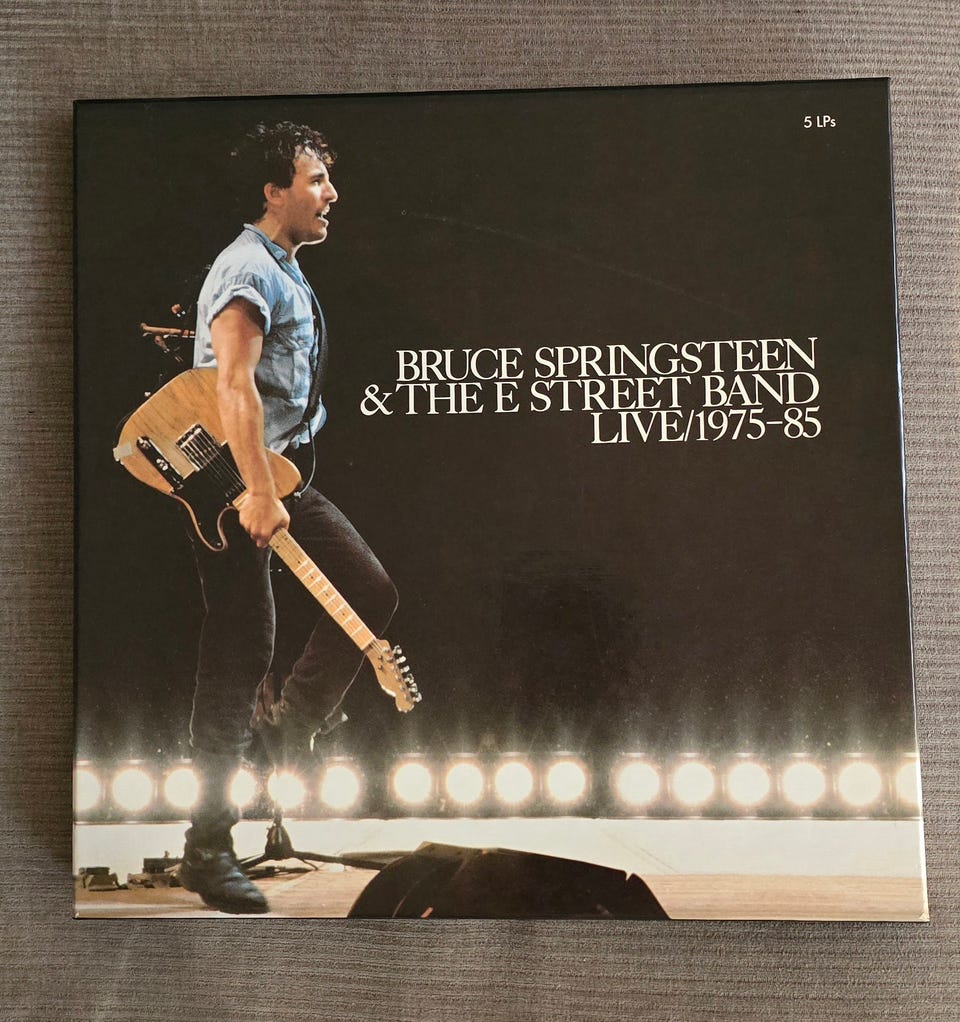 5 LPs
BRUCE SPRINGSTEEN
& THE E STREET BAND
LIVE/1975-85